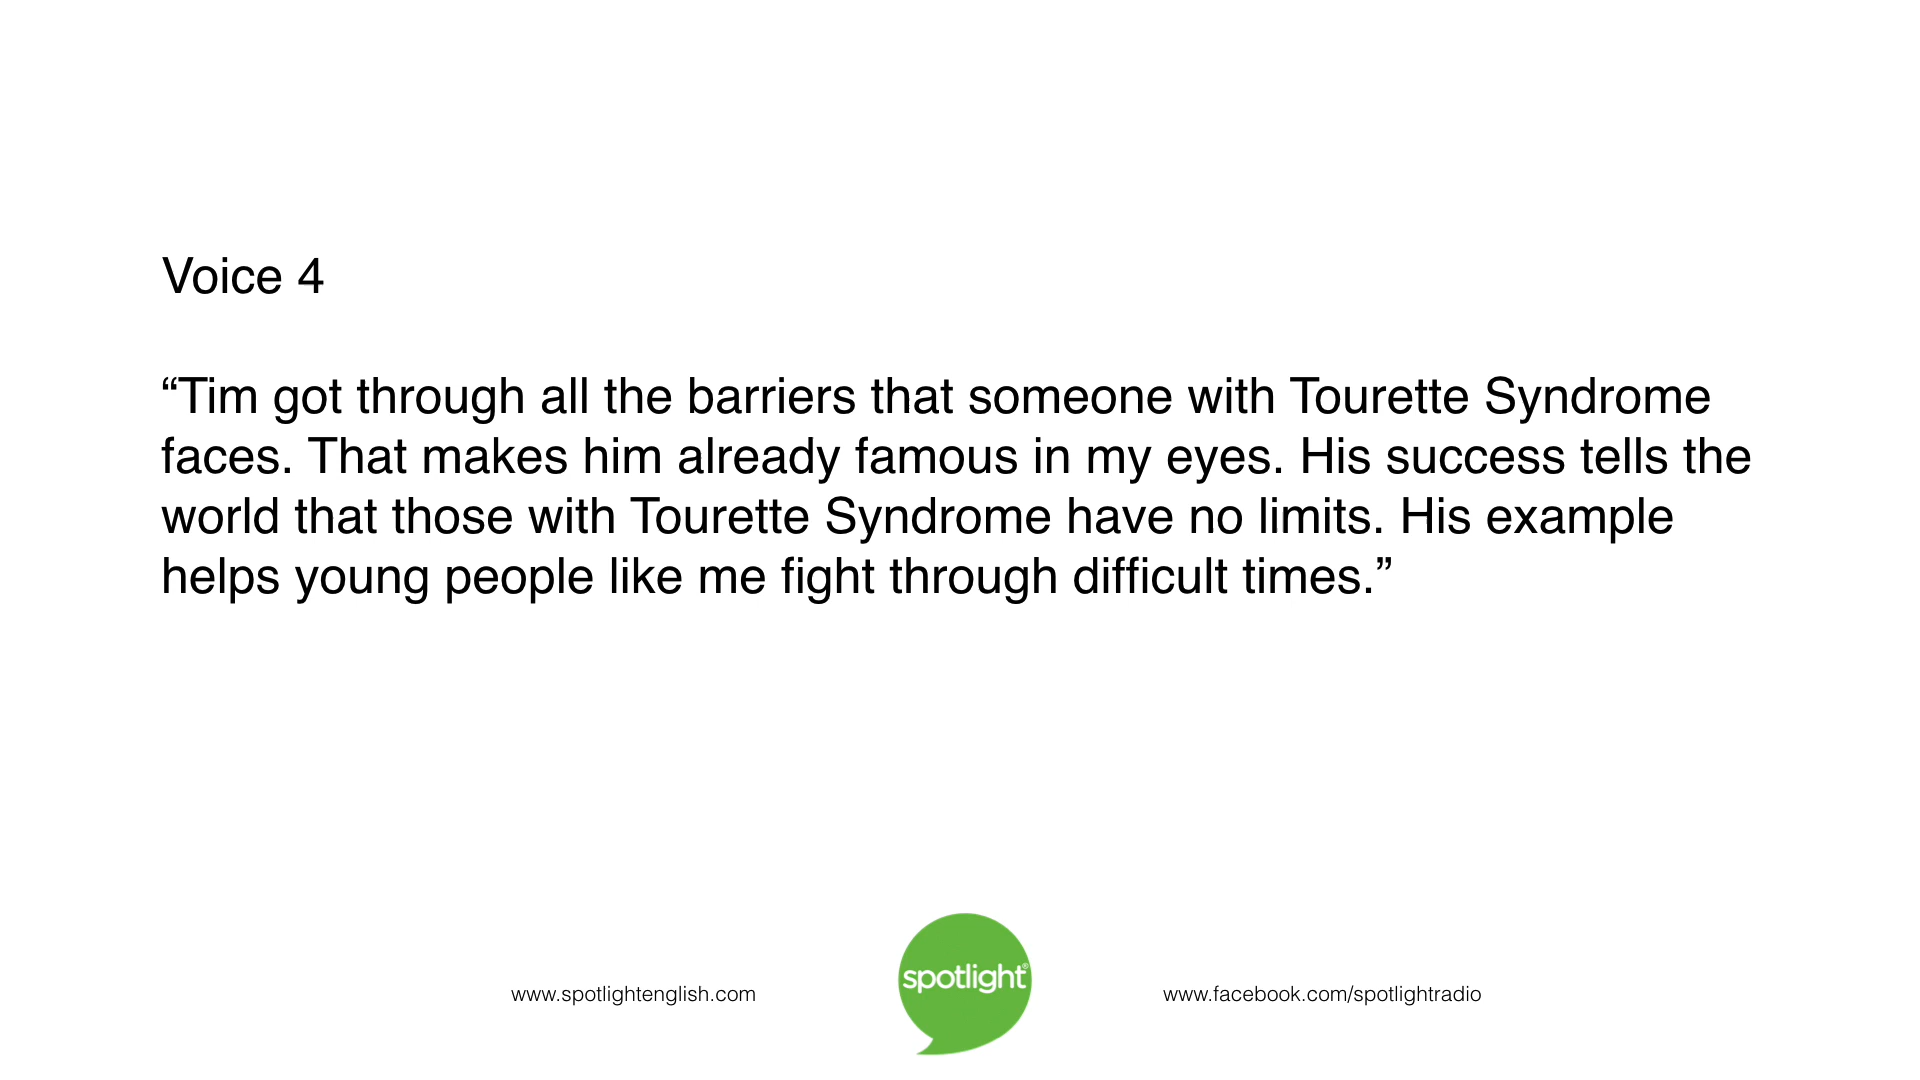 Voice 4
“Tim got through all the barriers that someone with Tourette Syndrome
faces. That makes him already famous in my eyes. His success tells the
world that those with Tourette Syndrome have no limits. His example
helps young people like me fight through difficult times.”
www.spotlightenglish.com
spotlight®
www.facebook.com/spotlightradio